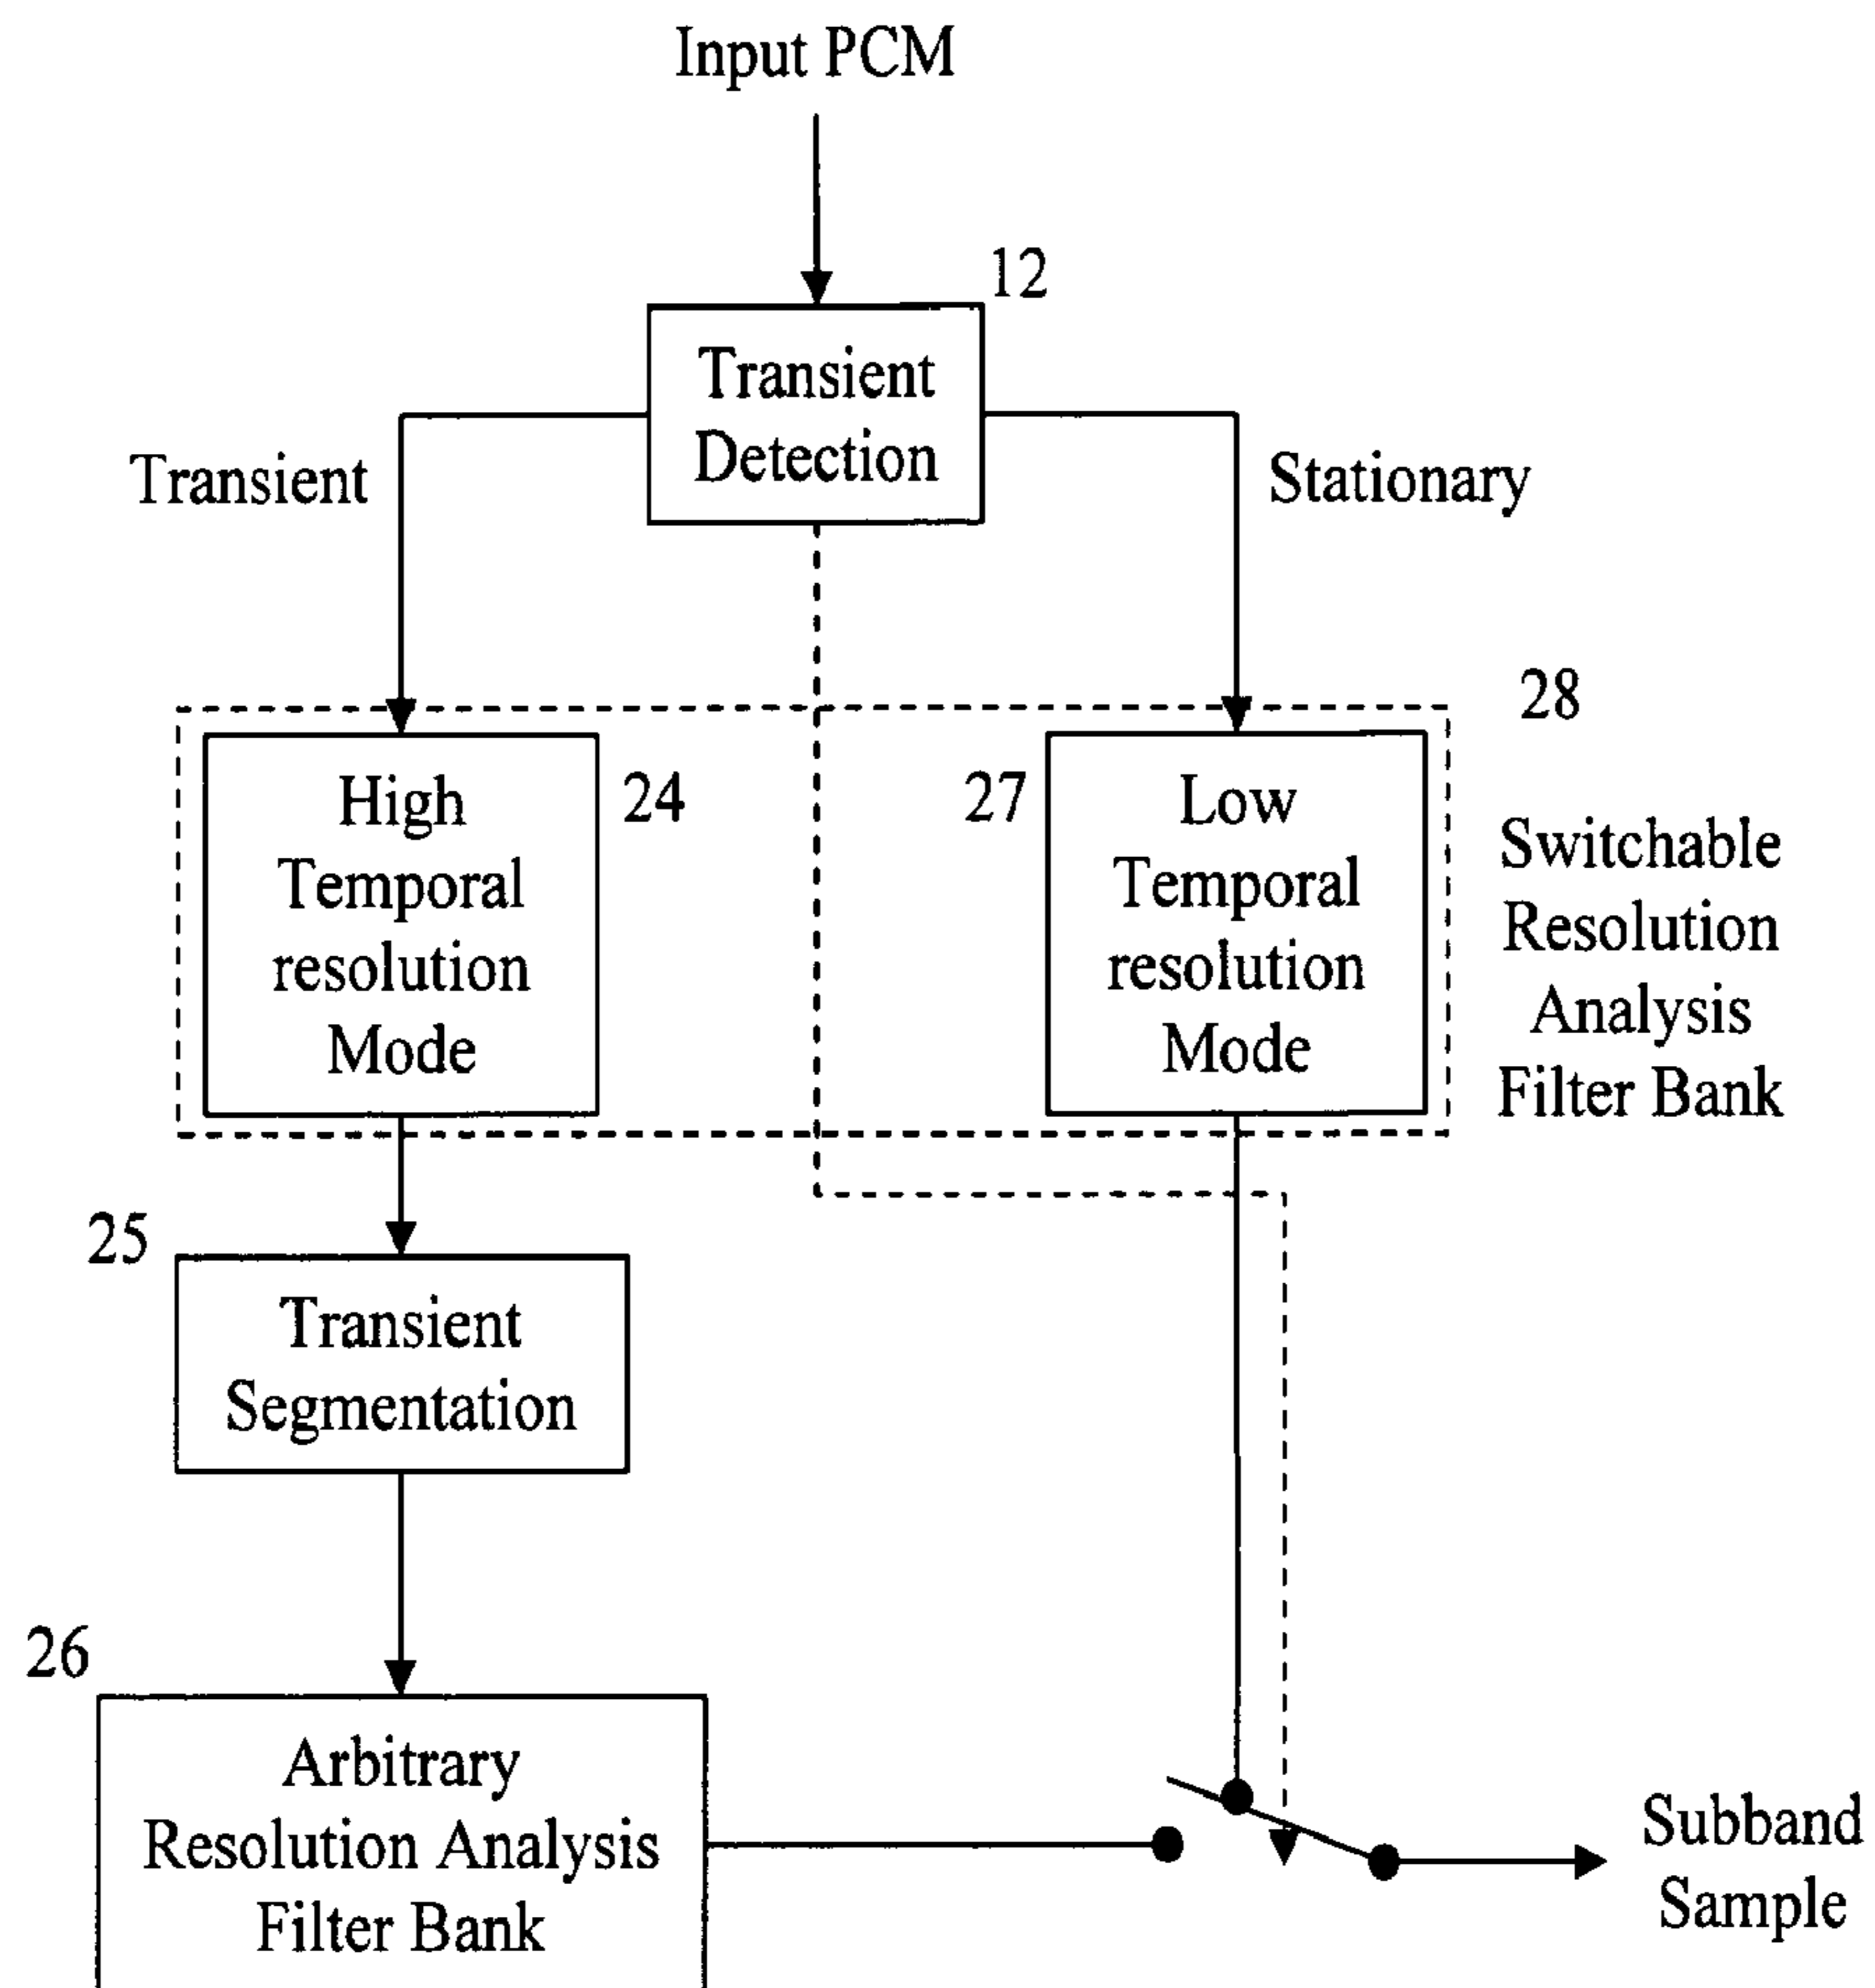 Input PCM
12
Transient
Detection
Transient
Stationary
28
High
Temporal
resolution
Mode
24
27
Low
Temporal
resolution
Mode
Switchable
Resolution
Analysis
Filter Bank
25
Transient
Segmentation
26
Arbitrary
Resolution Analysis
Filter Bank
Subband
Sample